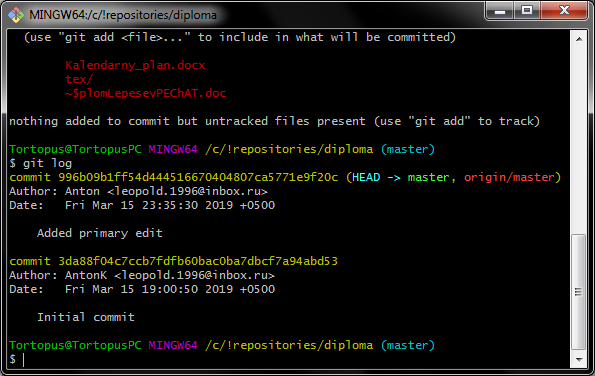 MINGW64:/c/!repositories/diploma
(use "git add <file>..." to include in what will be committed)
Kalendarny_plan.docx
tex/
~$plomLepesevPEChAT.doc
nothing added to commit but untracked files present (use "git add" to track)
Tortopus@TortopusPC MINGW64 /c/!repositories/diploma (master)
$ git log
commit 996b09b1ff54d444516670404807ca5771e9f20c (HEAD -> master, origin/master)
Author: Anton <leopold.1996@inbox.ru>
Date:   Fri Mar 15 23:35:30 2019 +0500
Added primary edit
commit 3da88f04c7ccb7fdfb60bac0ba7dbcf7a94abd53
Author: AntonK <leopold.1996@inbox.ru>
Date:   Fri Mar 15 19:00:50 2019 +0500
Initial commit
Tortopus@TortopusPC MINGW64 /c/!repositories/diploma (master)
$